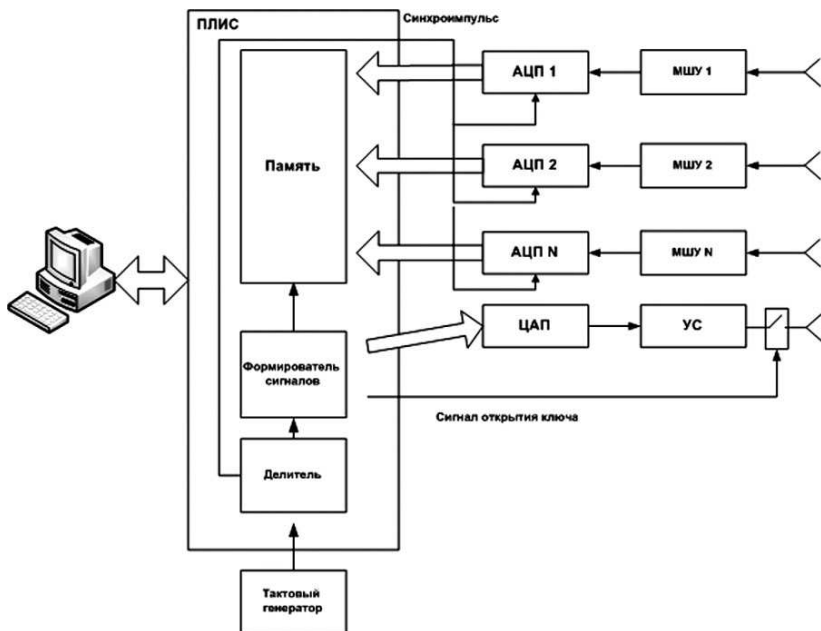 ПЛИС
Синхроимпульс
АЦП 1
МШУ 1
Память
АЦП 2
МШУ 2
АЦП N
МШУ N
ЦАП
УС
Формирователь
сигналов
Сигнал открытия ключа
Делитель
Тактовый
генератор